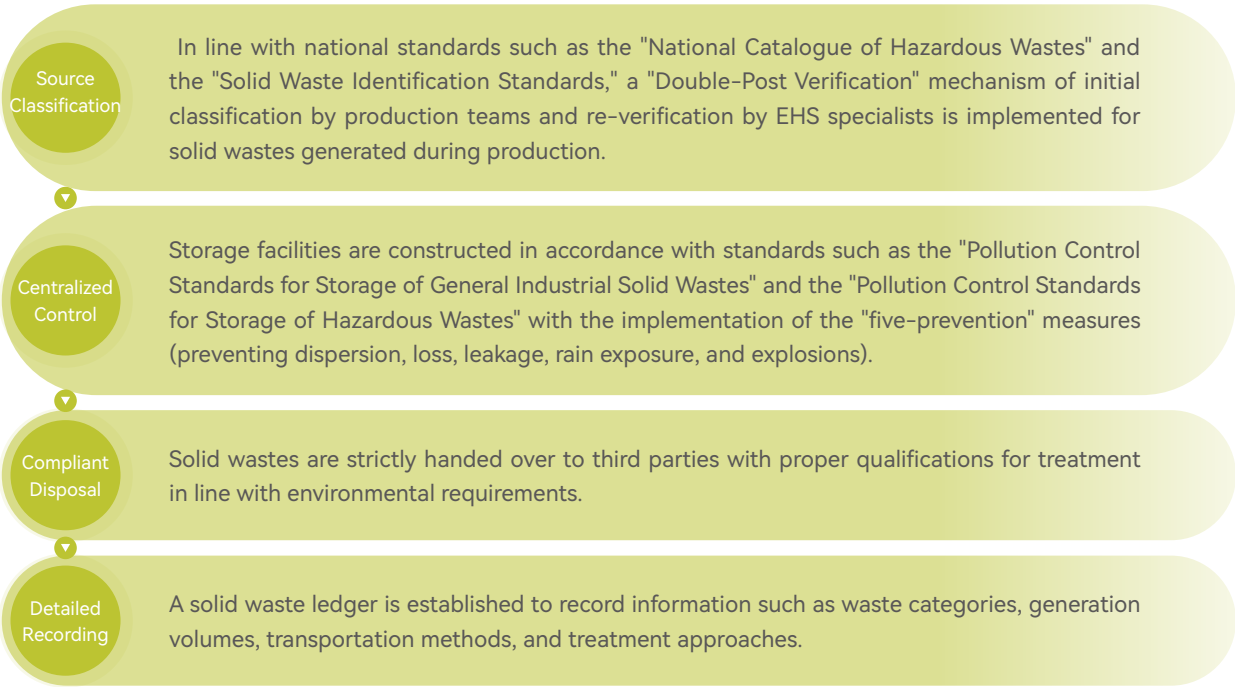 Source
Classification
In line with national standards such as the "National Catalogue of Hazardous Wastes" and
the "Solid Waste Identification Standards," a "Double-Post Verification" mechanism of initial
classification by production teams and re-verification by EHS specialists is implemented for
solid wastes generated during production.
Centralized
Control
Storage facilities are constructed in accordance with standards such as the "Pollution Control
Standards for Storage of General Industrial Solid Wastes" and the "Pollution Control Standards
for Storage of Hazardous Wastes" with the implementation of the "five-prevention" measures
(preventing dispersion, loss, leakage, rain exposure, and explosions).
Compliant
Disposal
Solid wastes are strictly handed over to third parties with proper qualifications for treatment
in line with environmental requirements.
Detailed
Recording
A solid waste ledger is established to record information such as waste categories, generation
volumes, transportation methods, and treatment approaches.